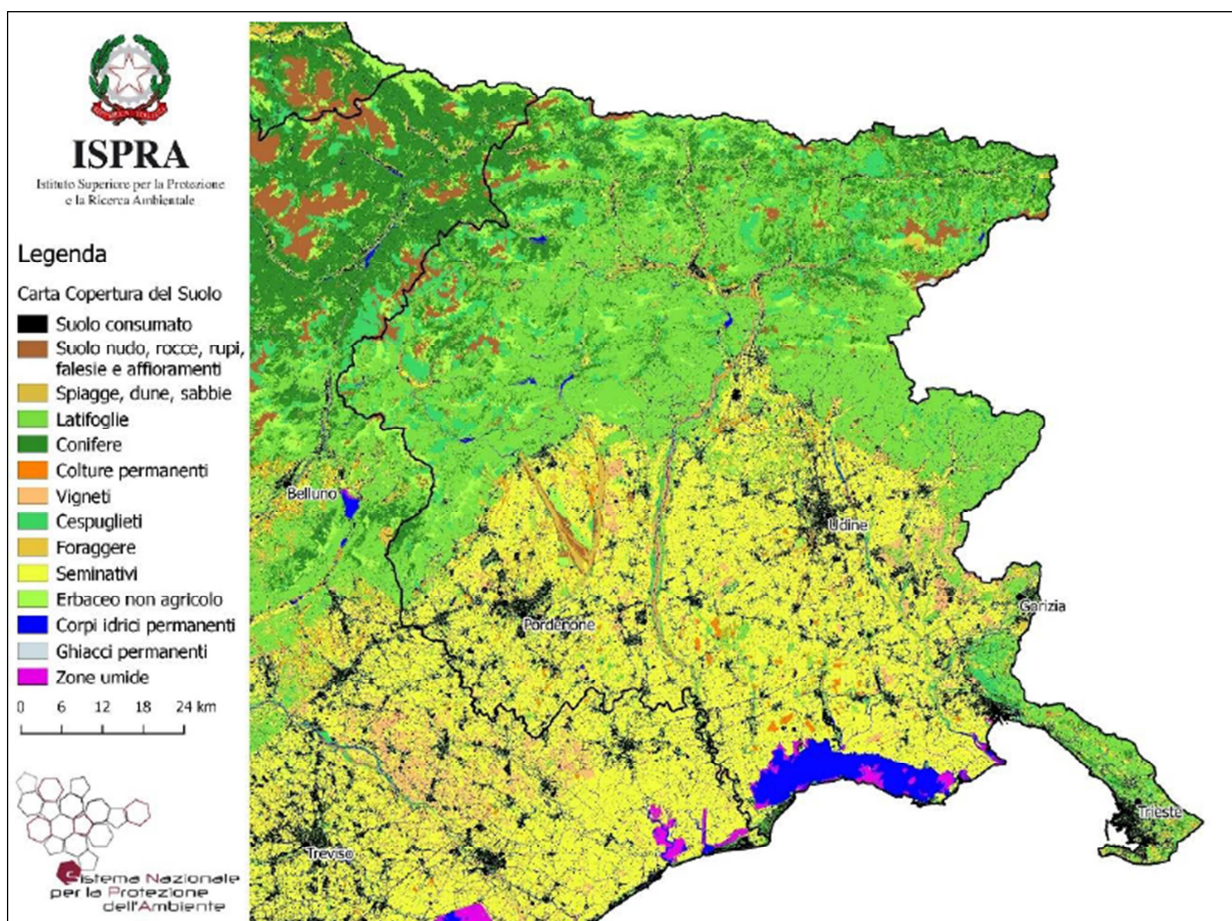 ISPRA
Istituto Superiore per la Protezione
e la Ricerca Ambientale
Legenda
Carta Copertura del Suolo
Suolo consumato
Suolo nudo, rocce, rupi,
falesie e affioramenti
Spiagge, dune, sabbie
Latifoglie
Conifere
Colture permanenti
Vigneti
Cespuglieti
Foraggere
Seminativi
Erbaceo non agricolo
Corpi idrici permanenti
Ghiacci permanenti
Zone umide
0 6 12 18 24 km
Sistema Nazionale
per la Protezione
dell'Ambiente
Belluno
Udine
Pordenone
Gorizia
Treviso
Trieste